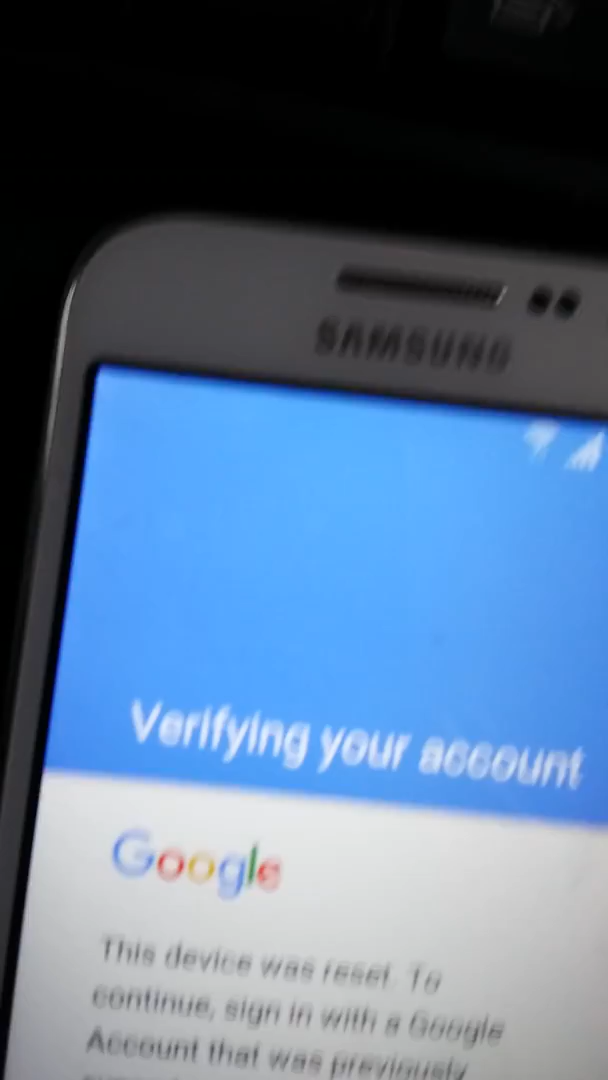 SAMSUNG
Verifying your account
Google
This device was reset. To
continue, sign in with a Google
Account that was previously